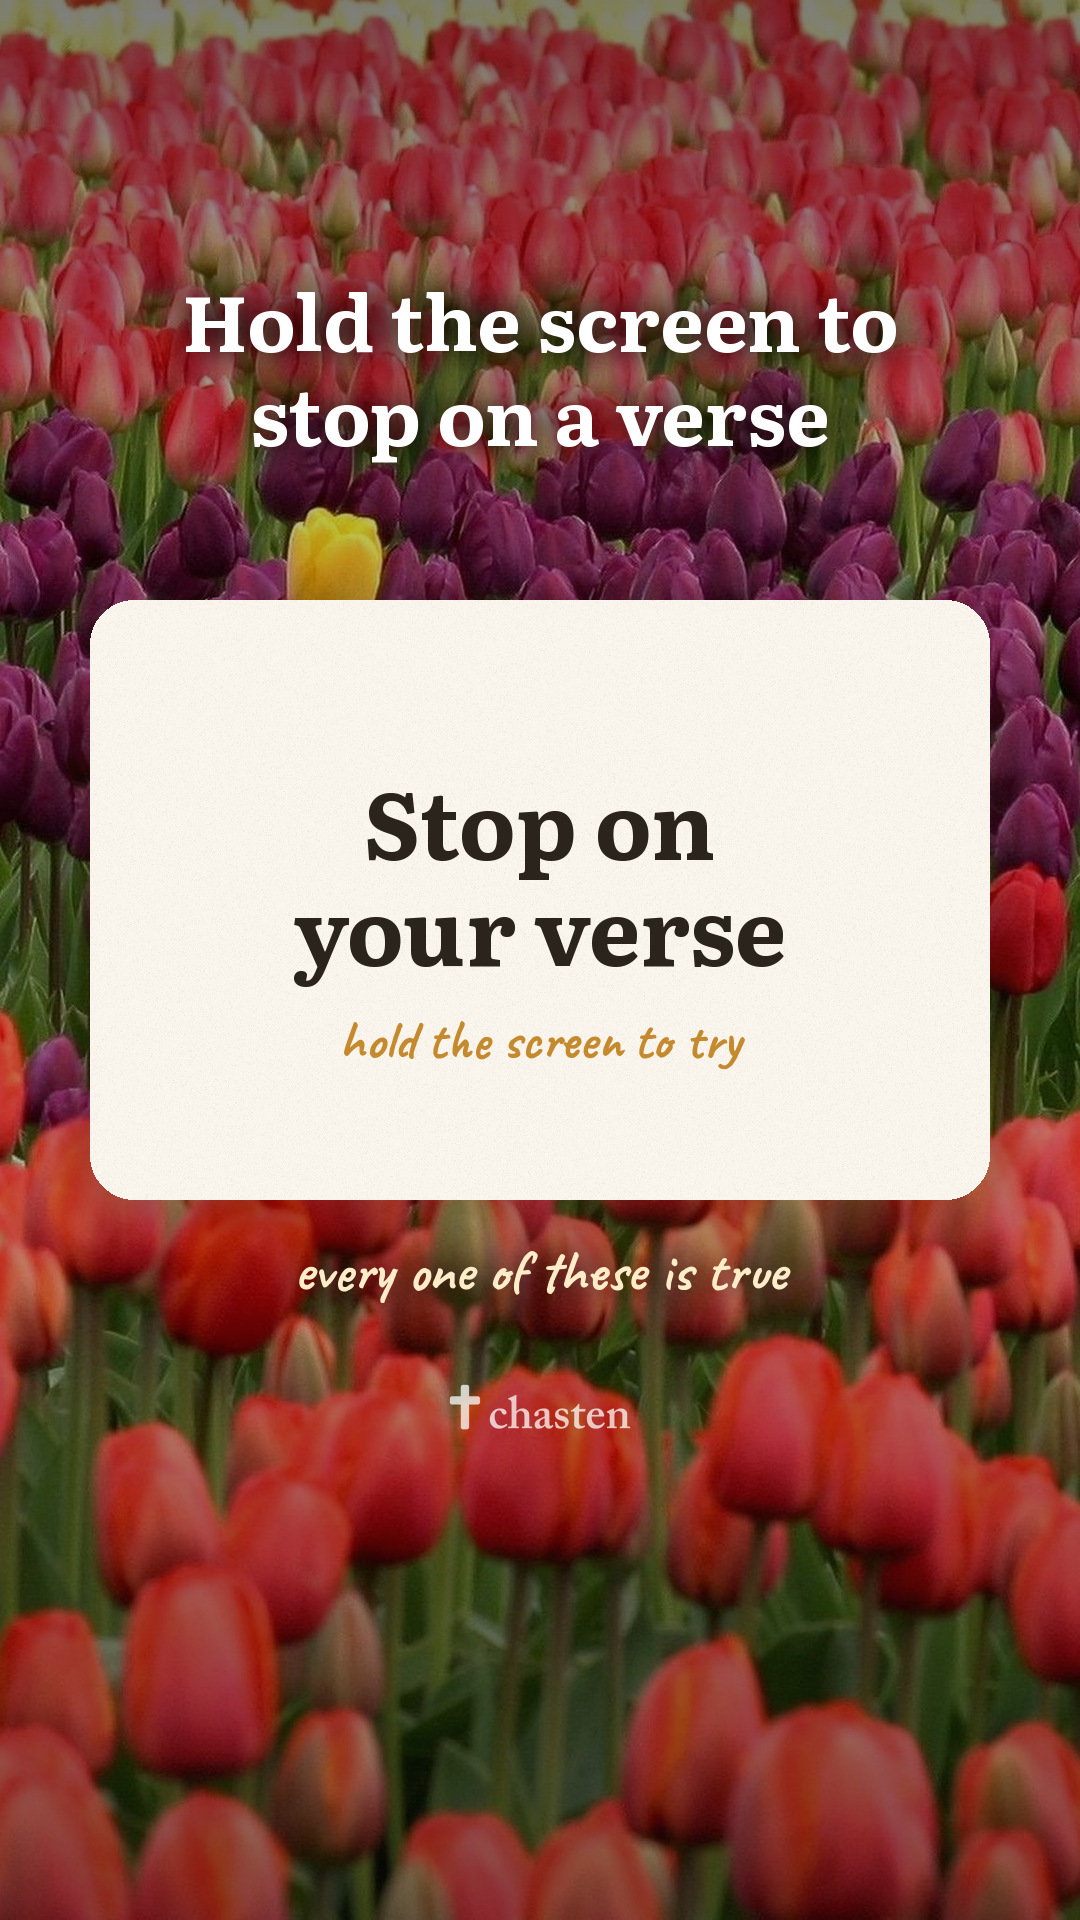 Hold the screen to
stop on a verse
Stop on
your verse
hold the screen to try
every one of these is true
chasten